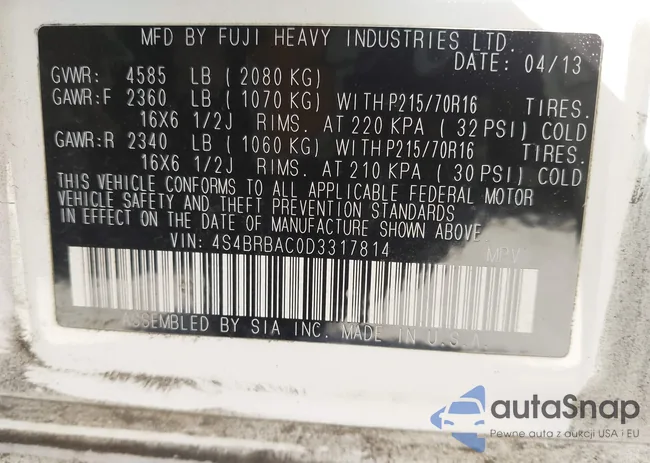 MFD BY FUJI HEAVY INDUSTRIES LTD.
DATE: 04/13
GVWR: 4585 LB (2080 KG)
GAWR:F 2360 LB (1070 KG) WITH P215/70R16 TIRES.
16X6 1/2J RIMS. AT 220 KPA (32 PSI) COLD
GAWR:R 2340 LB (1060 KG) WITH P215/70R16 TIRES.
16X6 1/2J RIMS. AT 210 KPA (30 PSI) COLD
THIS VEHICLE CONFORMS TO ALL APPLICABLE FEDERAL MOTOR
VEHICLE SAFETY AND THEFT PREVENTION STANDARDS
IN EFFECT ON THE DATE OF MANUFACTURE SHOWN ABOVE.
VIN: 4S4BRBAC0D3317814 MPV
ASSEMBLED BY SIA INC. MADE IN U.S.A.
autoSnap
Pewne auta z aukcji USA i EU